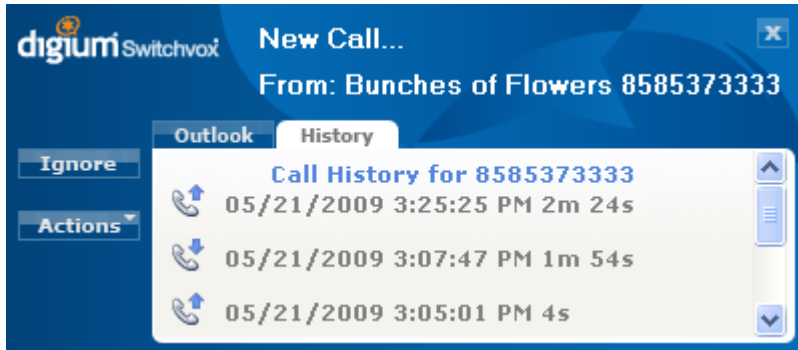 digium Switchvox
New Call...
x
From: Bunches of Flowers 8585373333
Outlook
History
Ignore
Call History for 8585373333
05/21/2009 3:25:25 PM 2m 24s
Actions
05/21/2009 3:07:47 PM 1m 54s
05/21/2009 3:05:01 PM 4s